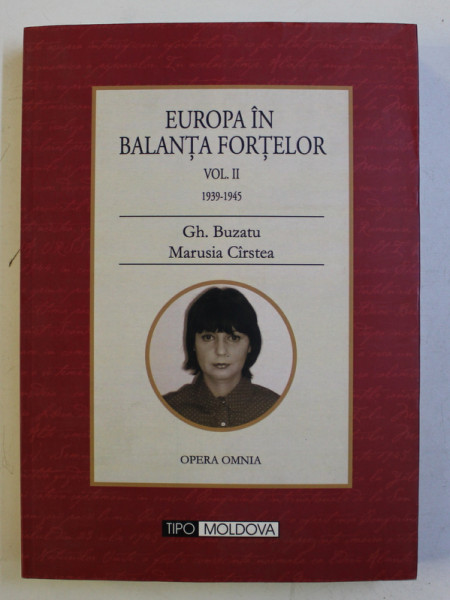 EUROPA ÎN
BALANȚA FORȚELOR
VOL. II
1939-1945
Gh. Buzatu
Marusia Cîrstea
OPERA OMNIA
TIPO MOLDOVA